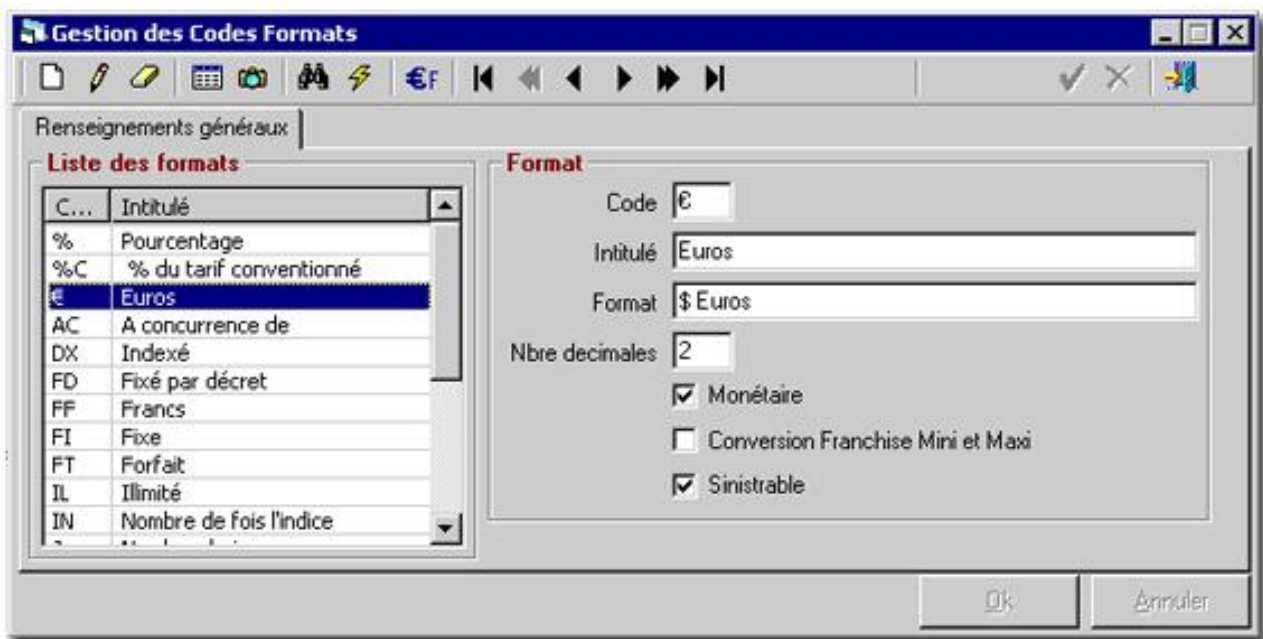 Gestion des Codes Formats
€F
Renseignements généraux
Liste des formats
C... Intitulé
% Pourcentage
%C % du tarif conventionné
€ Euros
AC A concurrence de
DX Indexé
FD Fixé par décret
FF Francs
FI Fixe
FT Forfait
IL Illimité
IN Nombre de fois l'indice
Format
Code €
Intitulé Euros
Format $ Euros
Nbre decimales 2
Monétaire
Conversion Franchise Mini et Maxi
Sinistrable
Ok Annuler